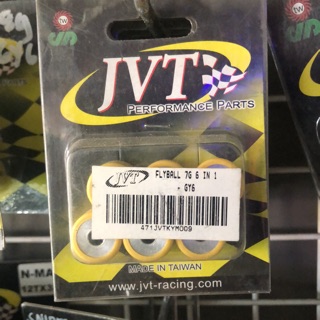 JVT
PERFORMANCE PARTS
JVT
FLYBALL 7G 6 IN 1
- GY6
471JVTKYM009
MADE IN TAIWAN
www.jvt-racing.com
N-MA
12TX